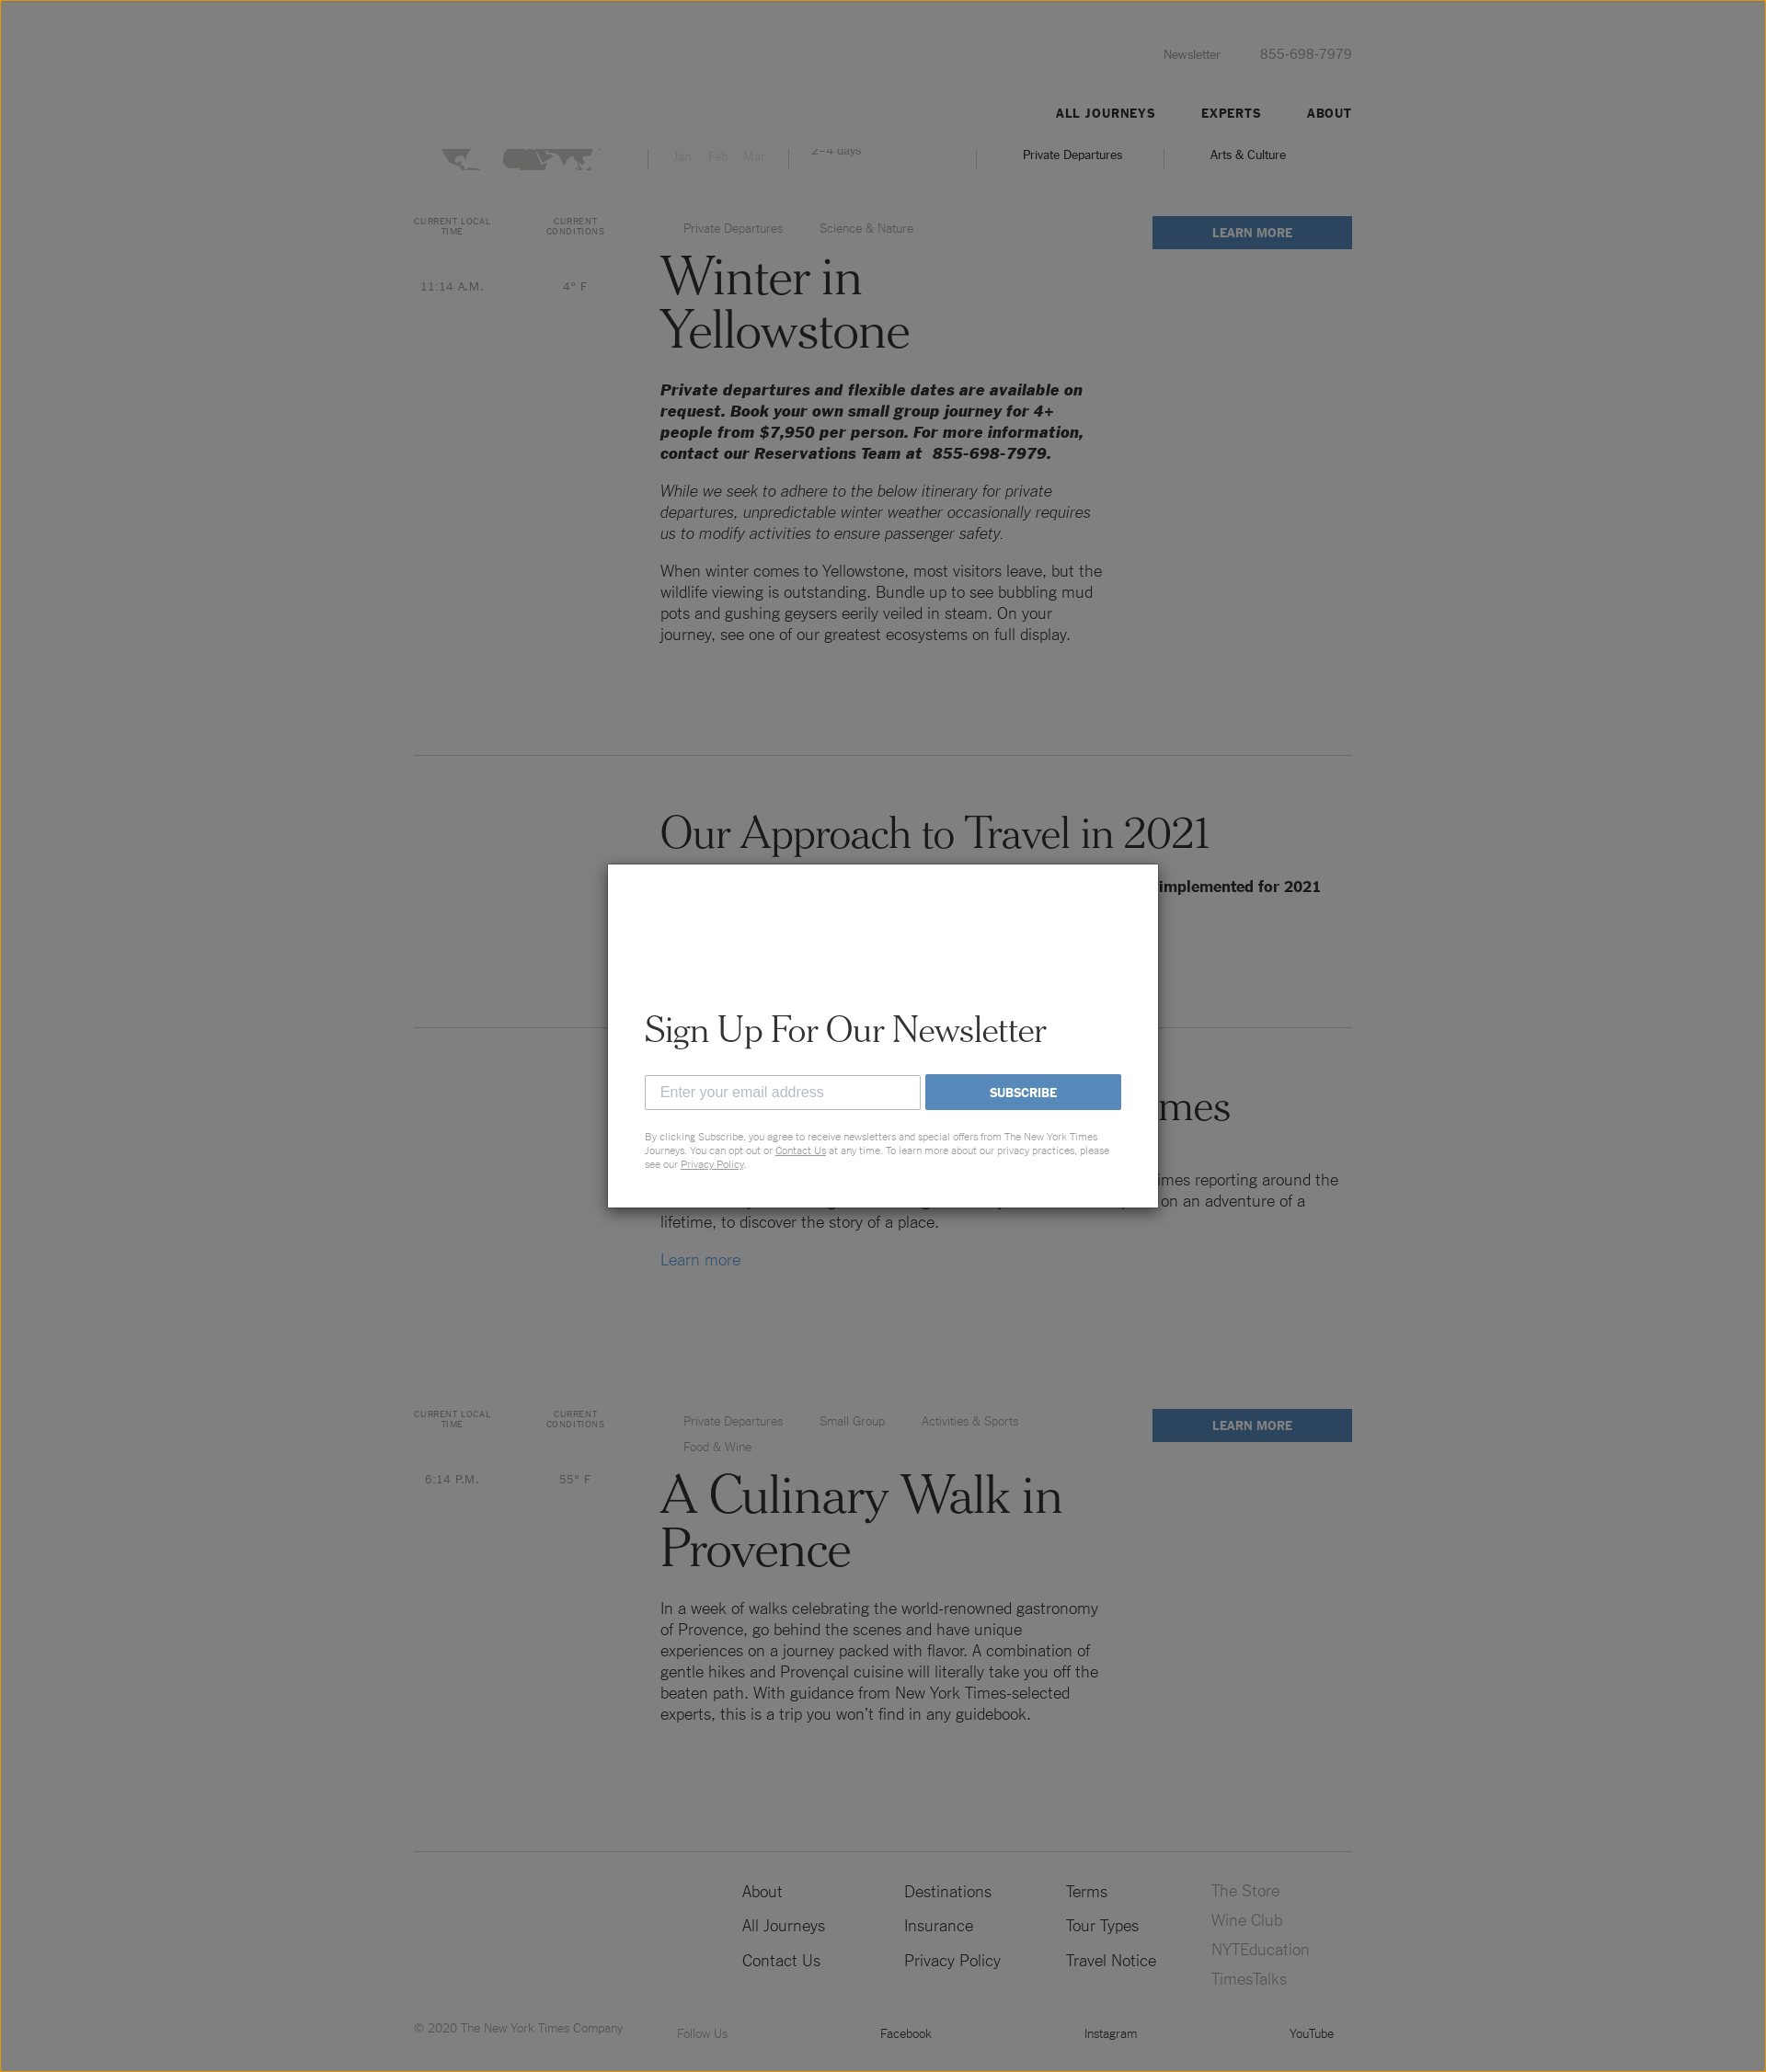 Newsletter 855-698-7979
ALL JOURNEYS EXPERTS ABOUT
Jan Feb Mar 2–4 days Private Departures Arts & Culture
CURRENT LOCAL TIME
CURRENT CONDITIONS
11:14 A.M. 4° F
Private Departures Science & Nature
LEARN MORE
Winter in
Yellowstone
Private departures and flexible dates are available on
request. Book your own small group journey for 4+
people from $7,950 per person. For more information,
contact our Reservations Team at 855-698-7979.
While we seek to adhere to the below itinerary for private
departures, unpredictable winter weather occasionally requires
us to modify activities to ensure passenger safety.
When winter comes to Yellowstone, most visitors leave, but the
wildlife viewing is outstanding. Bundle up to see bubbling mud
pots and gushing geysers eerily veiled in steam. On your
journey, see one of our greatest ecosystems on full display.
Our Approach to Travel in 2021
implemented for 2021
Sign Up For Our Newsletter
Enter your email address SUBSCRIBE
By clicking Subscribe, you agree to receive newsletters and special offers from The New York Times
Journeys. You can opt out or Contact Us at any time. To learn more about our privacy practices, please
see our Privacy Policy.
reporting around the
on an adventure of a
lifetime, to discover the story of a place.
Learn more
CURRENT LOCAL TIME
CURRENT CONDITIONS
6:14 P.M. 55° F
Private Departures Small Group Activities & Sports
Food & Wine
LEARN MORE
A Culinary Walk in
Provence
In a week of walks celebrating the world-renowned gastronomy
of Provence, go behind the scenes and have unique
experiences on a journey packed with flavor. A combination of
gentle hikes and Provençal cuisine will literally take you off the
beaten path. With guidance from New York Times-selected
experts, this is a trip you won’t find in any guidebook.
About Destinations Terms The Store
All Journeys Insurance Tour Types Wine Club
Contact Us Privacy Policy Travel Notice NYTEducation
TimesTalks
© 2020 The New York Times Company Follow Us Facebook Instagram YouTube